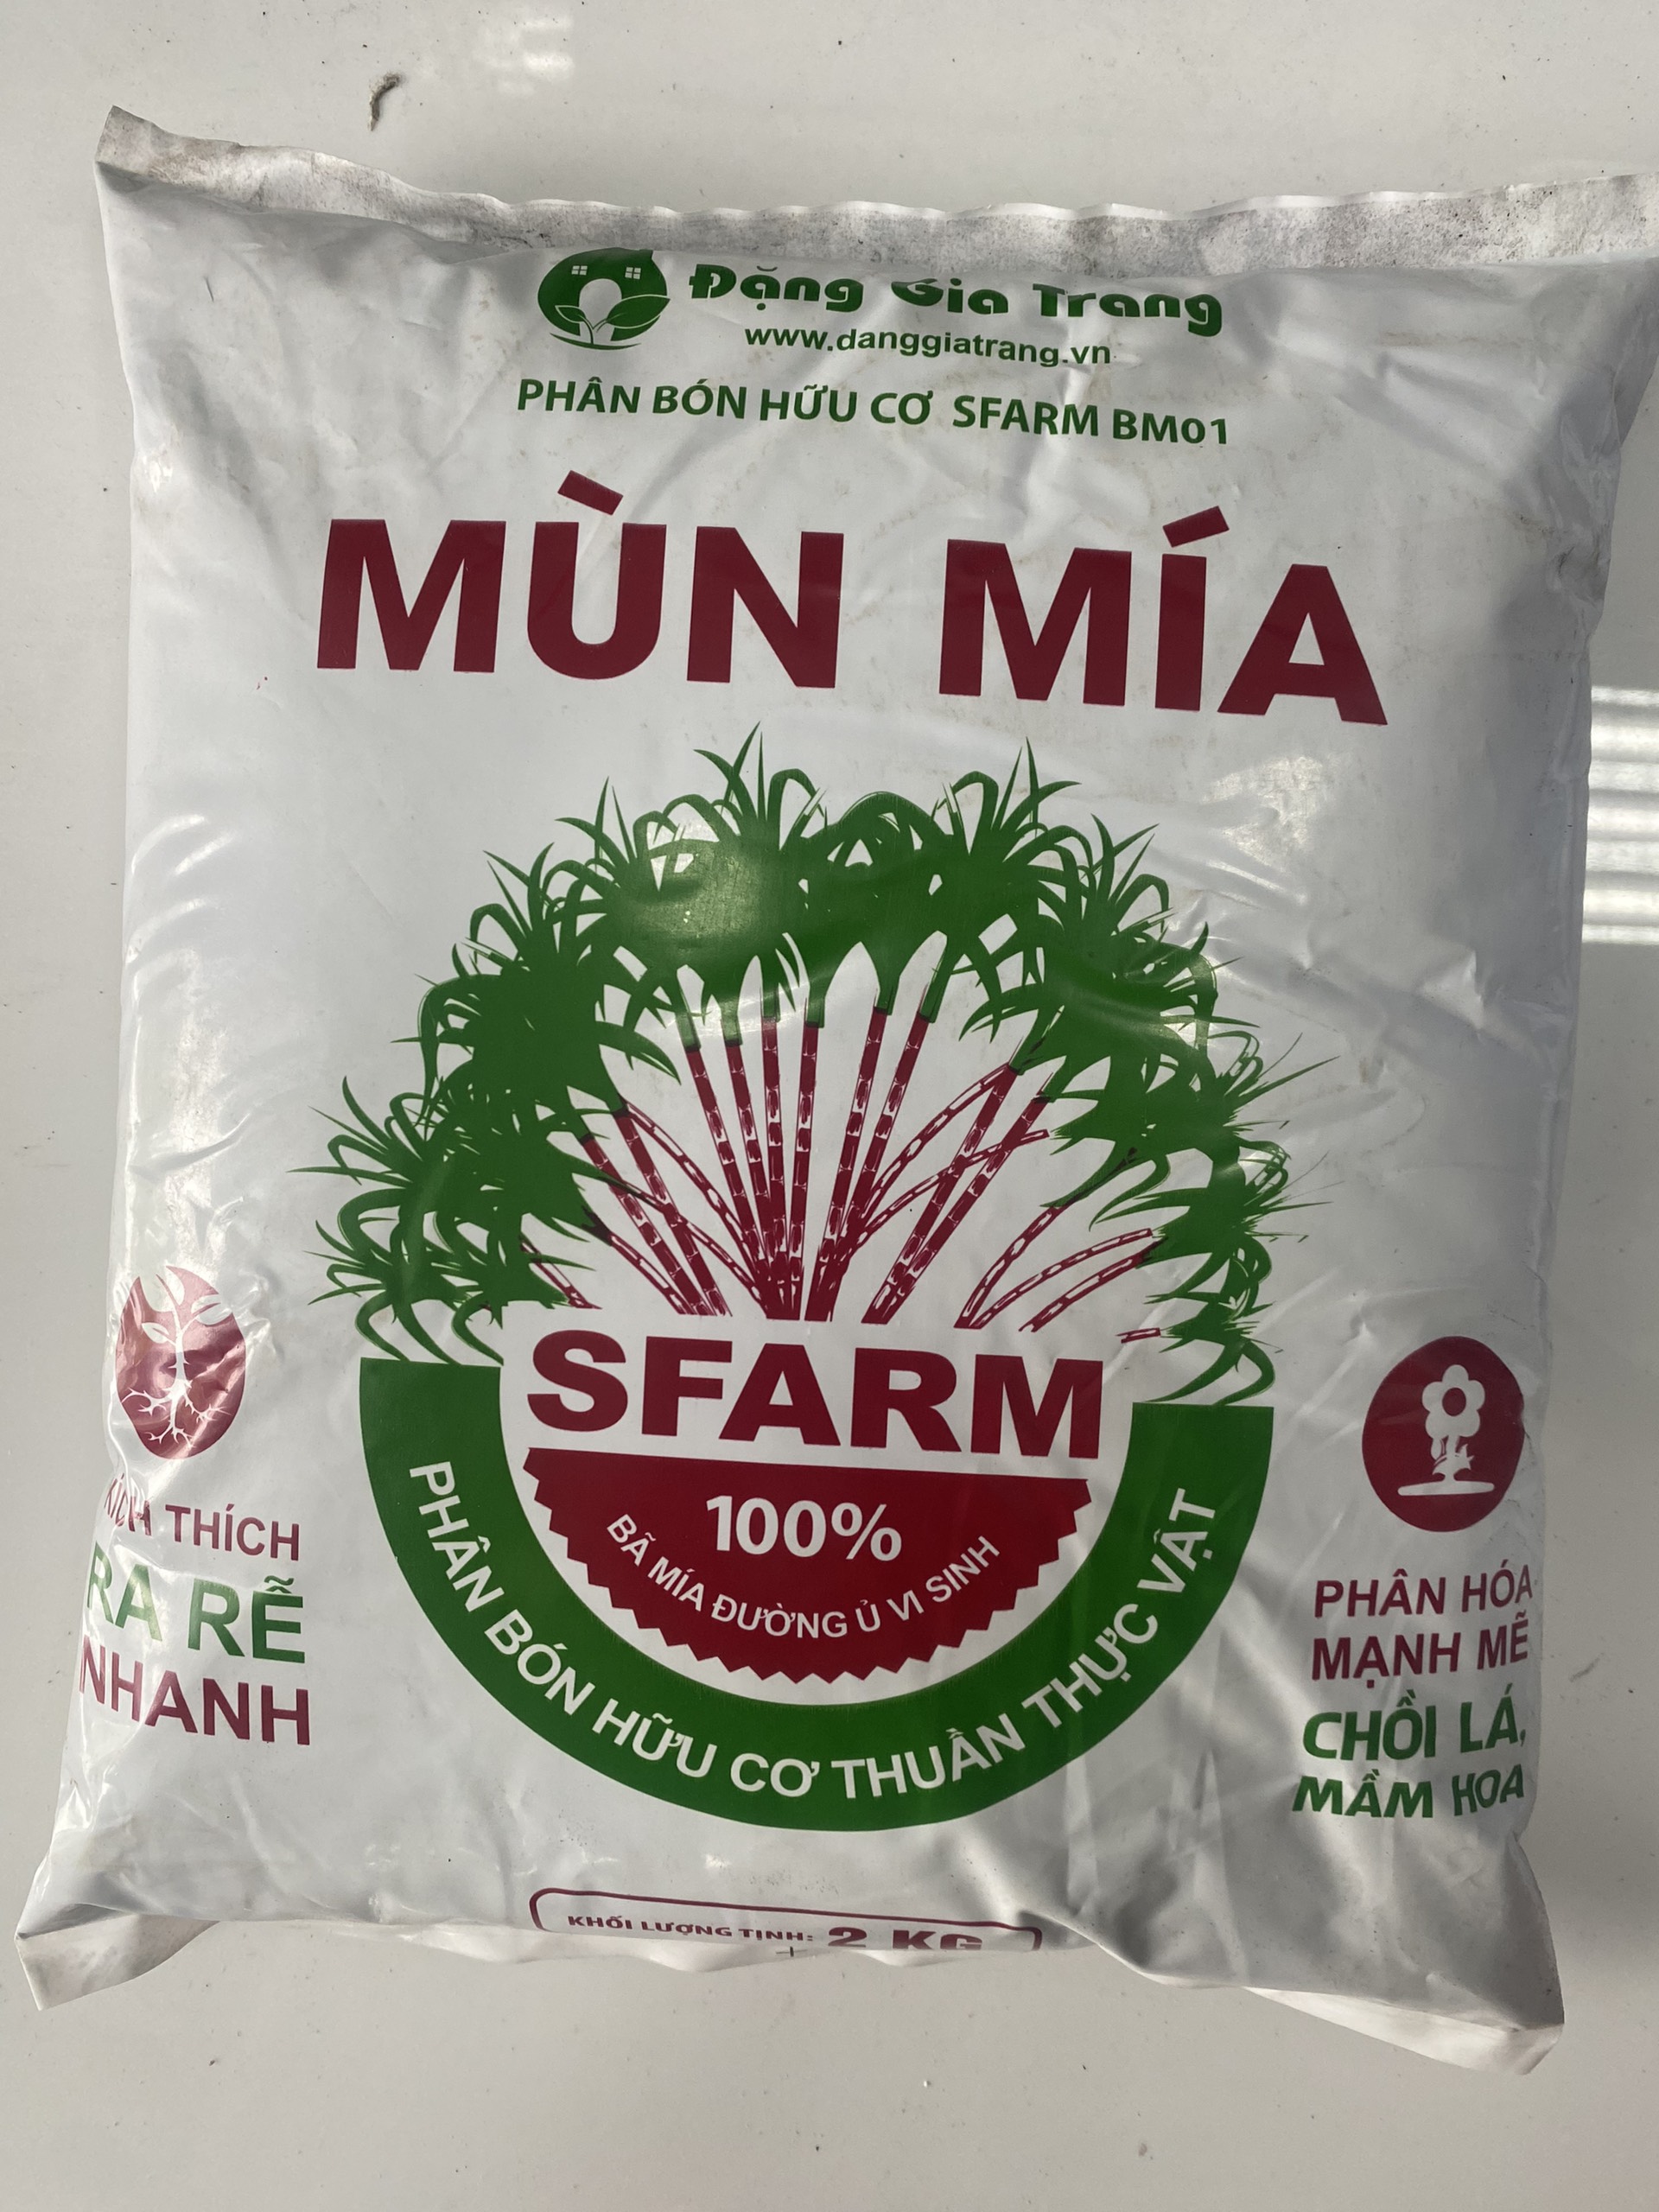 Đặng Gia Trang
www.danggiatrang.vn
PHÂN BÓN HỮU CƠ SFARM BM01
MÙN MÍA
SFARM
100%
BÃ MÍA ĐƯỜNG Ủ VI SINH
PHÂN BÓN HỮU CƠ THUẦN THỰC VẬT
KÍCH THÍCH
RA RỄ
NHANH
PHÂN HÓA
MẠNH MẼ
CHỒI LÁ,
MẦM HOA
KHỐI LƯỢNG TỊNH: 2 KG